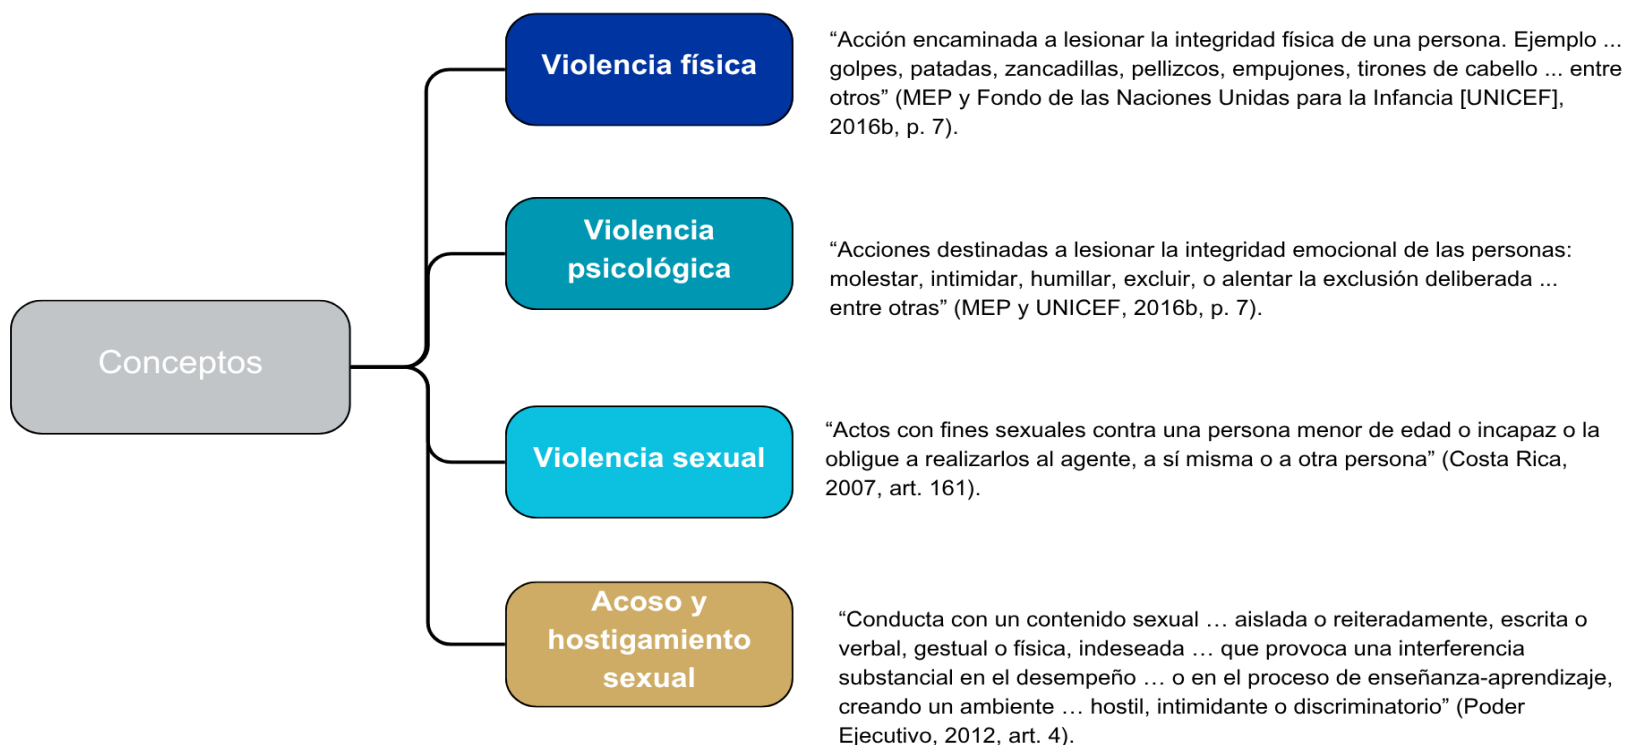 Conceptos
Violencia física
“Acción encaminada a lesionar la integridad física de una persona. Ejemplo ...
golpes, patadas, zancadillas, pellizcos, empujones, tirones de cabello ... entre
otros” (MEP y Fondo de las Naciones Unidas para la Infancia [UNICEF],
2016b, p. 7).
Violencia
psicológica
“Acciones destinadas a lesionar la integridad emocional de las personas:
molestar, intimidar, humillar, excluir, o alentar la exclusión deliberada ...
entre otras” (MEP y UNICEF, 2016b, p. 7).
Violencia sexual
“Actos con fines sexuales contra una persona menor de edad o incapaz o la
obligue a realizarlos al agente, a sí misma o a otra persona” (Costa Rica,
2007, art. 161).
Acoso y
hostigamiento
sexual
“Conducta con un contenido sexual … aislada o reiteradamente, escrita o
verbal, gestual o física, indeseada … que provoca una interferencia
substancial en el desempeño … o en el proceso de enseñanza-aprendizaje,
creando un ambiente … hostil, intimidante o discriminatorio” (Poder
Ejecutivo, 2012, art. 4).